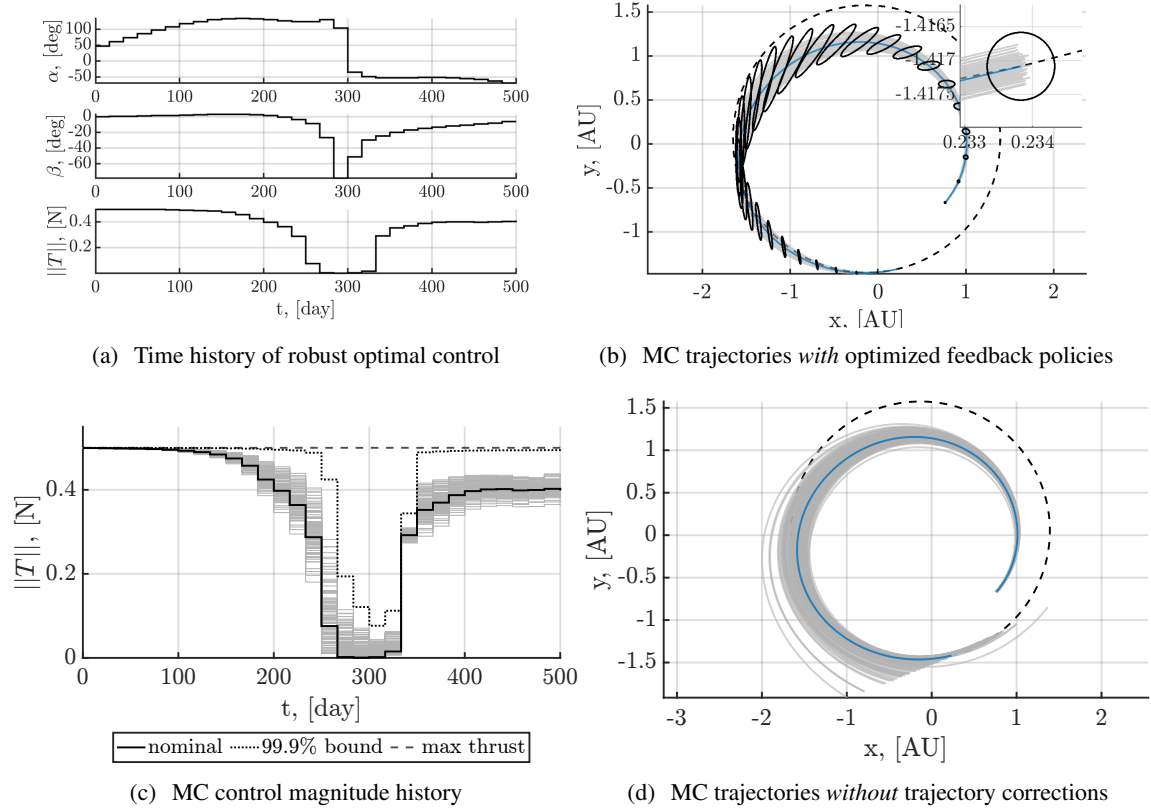 100
50
0
-50
α, [deg]
0 100 200 300 400 500
0
-20
-40
-60
β, [deg]
0 100 200 300 400 500
0.4
0.2
||T||, [N]
0 100 200 300 400 500
t, [day]
(a) Time history of robust optimal control
1.5
1
0.5
0
-0.5
-1
y, [AU]
-1.4165
-1.417
-1.4175
0.233 0.234
-2 -1 0 1 2
x, [AU]
(b) MC trajectories with optimized feedback policies
0.4
0.2
0
||T||, [N]
0 100 200 300 400 500
t, [day]
nominal 99.9% bound max thrust
(c) MC control magnitude history
1.5
1
0.5
0
-0.5
-1
-1.5
y, [AU]
-3 -2 -1 0 1 2
x, [AU]
(d) MC trajectories without trajectory corrections